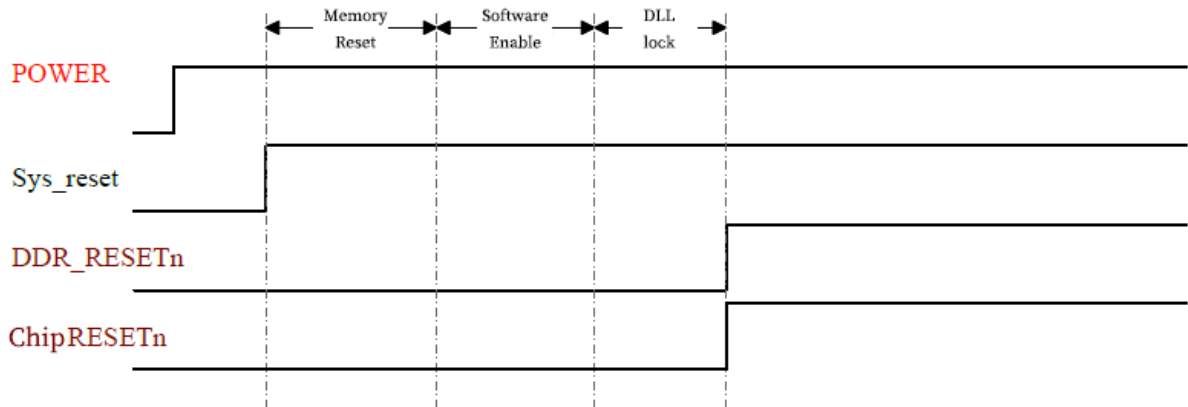 Memory
Reset
Software
Enable
DLL
lock
POWER
Sys_reset
DDR_RESETn
ChipRESETn